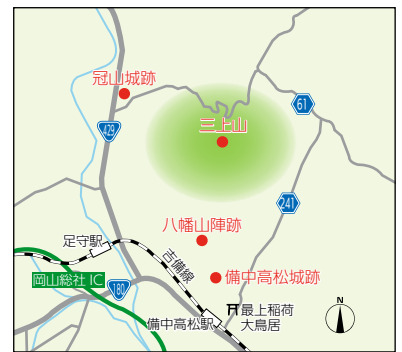 冠山城跡
61
三上山
429
241
八幡山陣跡
足守駅
吉備線
岡山総社 IC
180
備中高松城跡
最上稲荷
大鳥居
備中高松駅
N